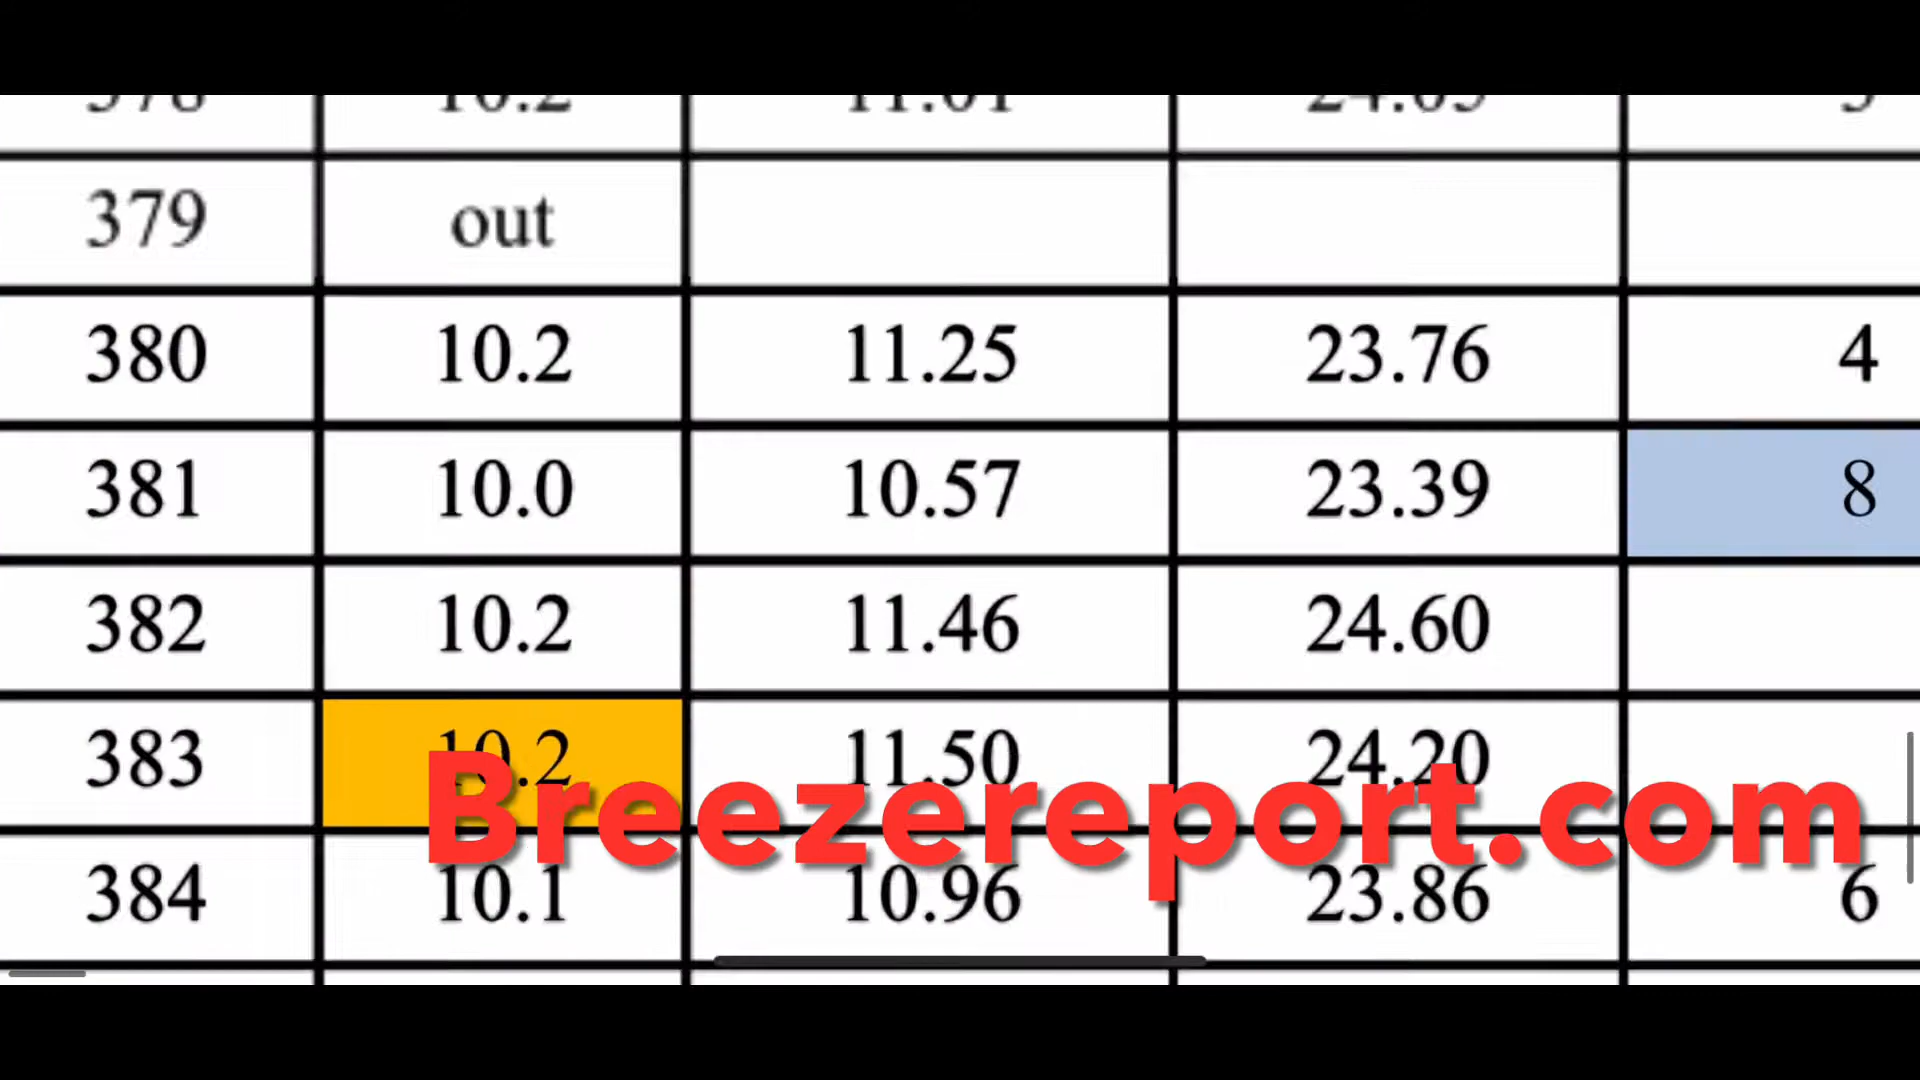 379 out
380 10.2 11.25 23.76 4
381 10.0 10.57 23.39 8
382 10.2 11.46 24.60
383 10.2 11.50 24.20
Breezereport.com
384 10.1 10.96 23.86 6